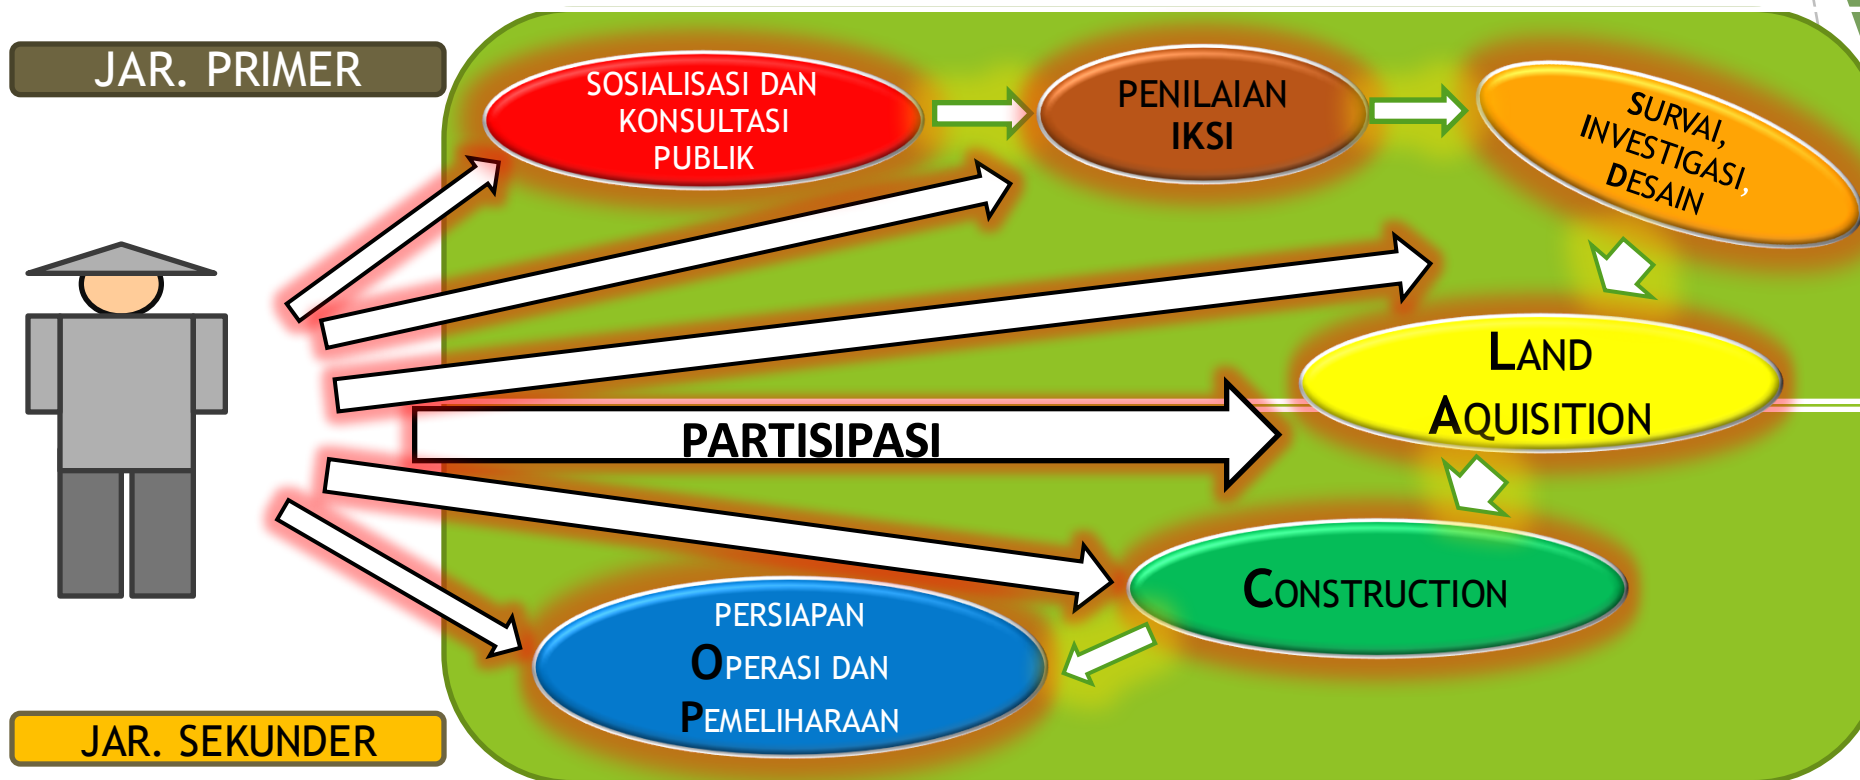 JAR. PRIMER
SOSIALISASI DAN
KONSULTASI
PUBLIK
PENILAIAN
IKSI
SURVAI,
INVESTIGASI,
DESAIN
LAND
AQUISITION
PARTISIPASI
CONSTRUCTION
PERSIAPAN
OPERASI DAN
PEMELIHARAAN
JAR. SEKUNDER